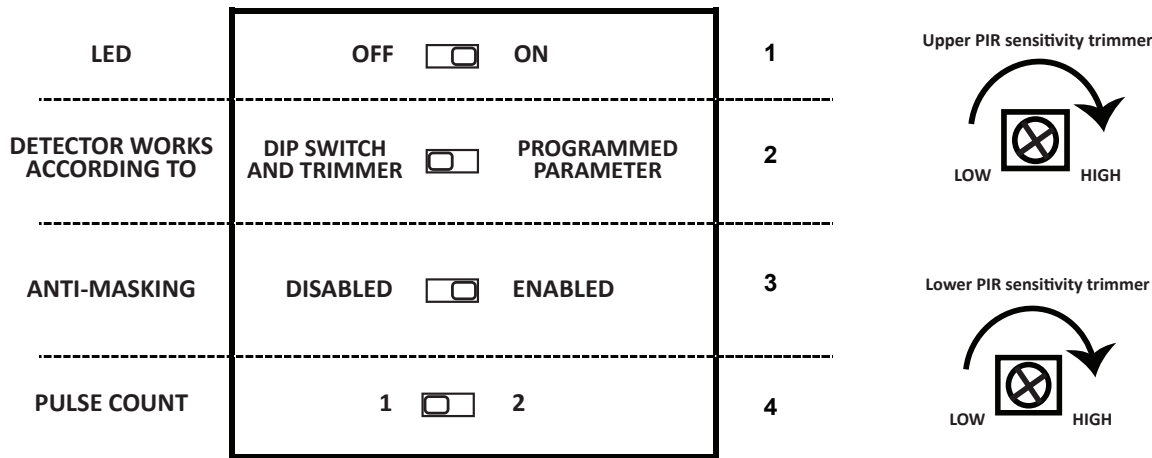 LED OFF ON 1
DETECTOR WORKS
ACCORDING TO
DIP SWITCH
AND TRIMMER
PROGRAMMED
PARAMETER
2
ANTI-MASKING DISABLED ENABLED 3
PULSE COUNT 1 2 4
Upper PIR sensitivity trimmer
LOW HIGH
Lower PIR sensitivity trimmer
LOW HIGH